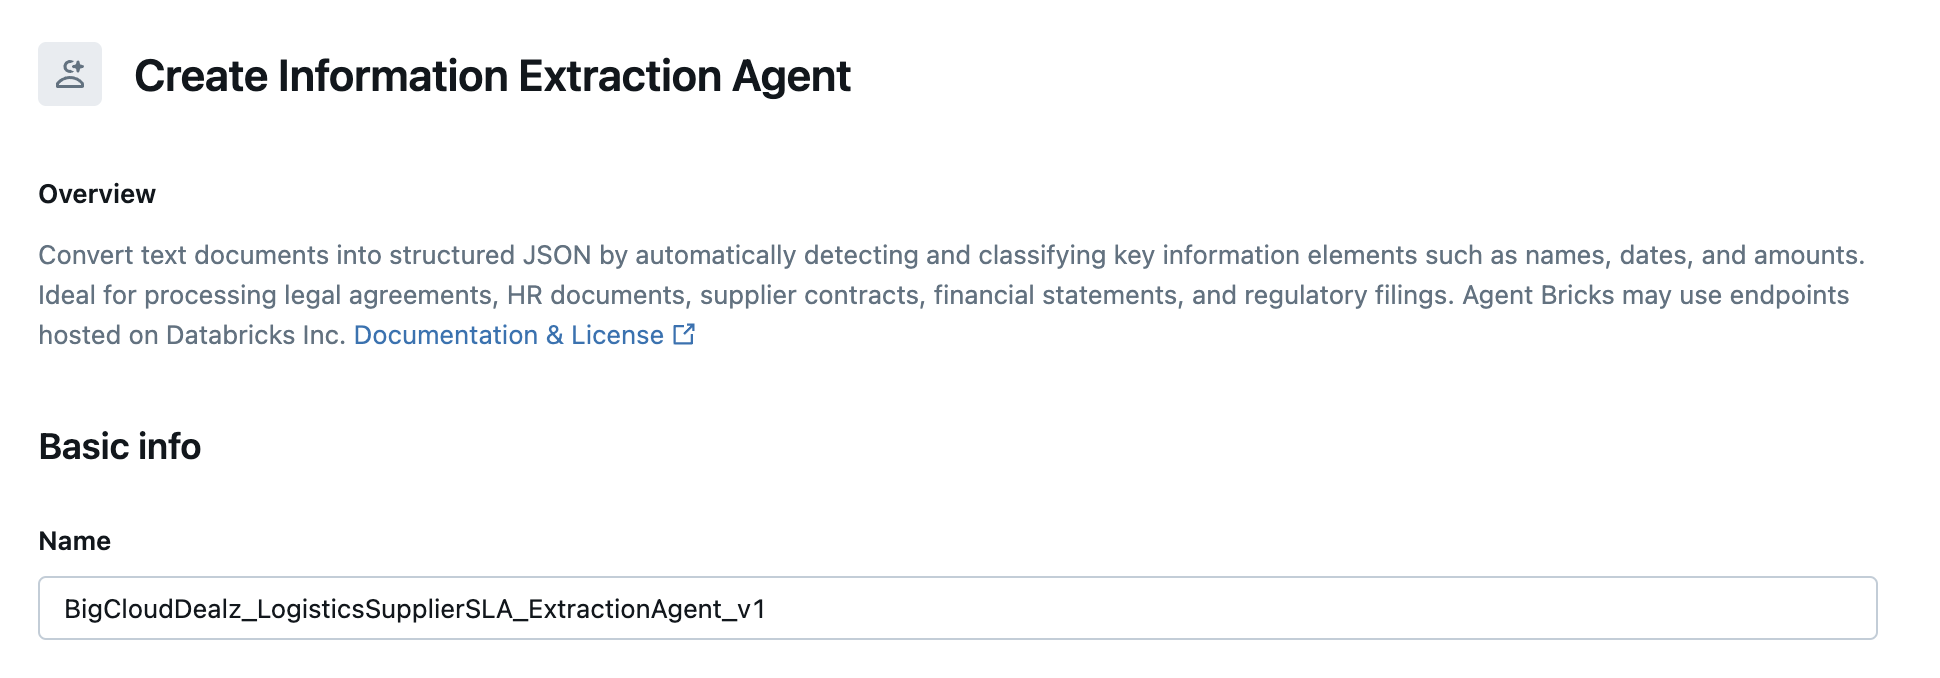 Create Information Extraction Agent
Overview
Convert text documents into structured JSON by automatically detecting and classifying key information elements such as names, dates, and amounts.
Ideal for processing legal agreements, HR documents, supplier contracts, financial statements, and regulatory filings. Agent Bricks may use endpoints
hosted on Databricks Inc. Documentation & License
Basic info
Name
BigCloudDealz_LogisticsSupplierSLA_ExtractionAgent_v1